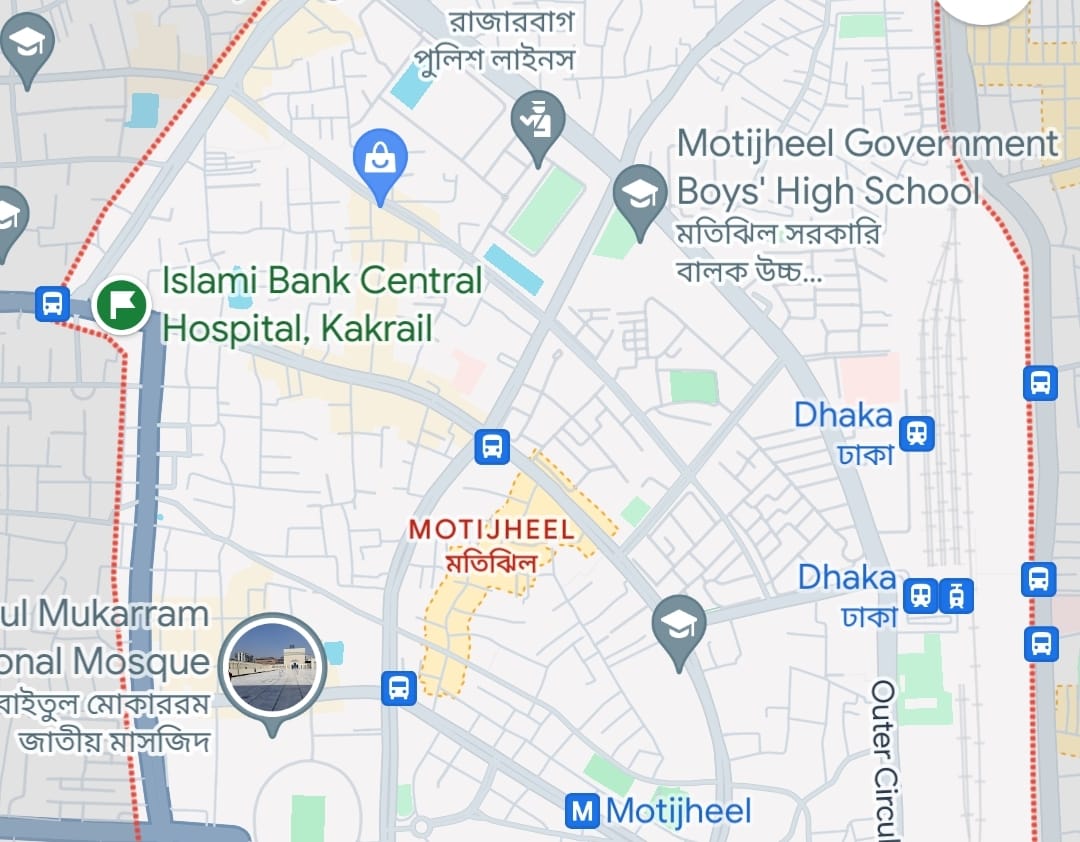 রাজারবাগ
পুলিশ লাইনস
Motijheel Government
Boys' High School
মতিঝিল সরকারি
বালক উচ্চ...
Islami Bank Central
Hospital, Kakrail
Dhaka
ঢাকা
MOTIJHEEL
মতিঝিল
Dhaka
ঢাকা
ul Mukarram
onal Mosque
বাইতুল মোকাররম
জাতীয় মাসজিদ
Outer Circul
M Motijheel